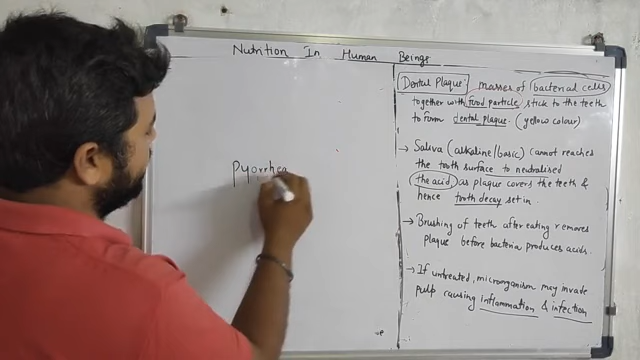 Nutrition In Human Beings
Pyorrhea
Dental Plaque: masses of bacterial cells
together with food particle stick to the teeth
to form dental plaque. (yellow colour)
→ Saliva (alkaline/basic) cannot reaches
the tooth surface to neutralised
the acid as plaque covers the teeth &
hence tooth decay set in.
→ Brushing of teeth after eating removes
Plaque before bacteria produces acids.
→ If untreated, microorganism may invade
pulp causing inflammation & infection